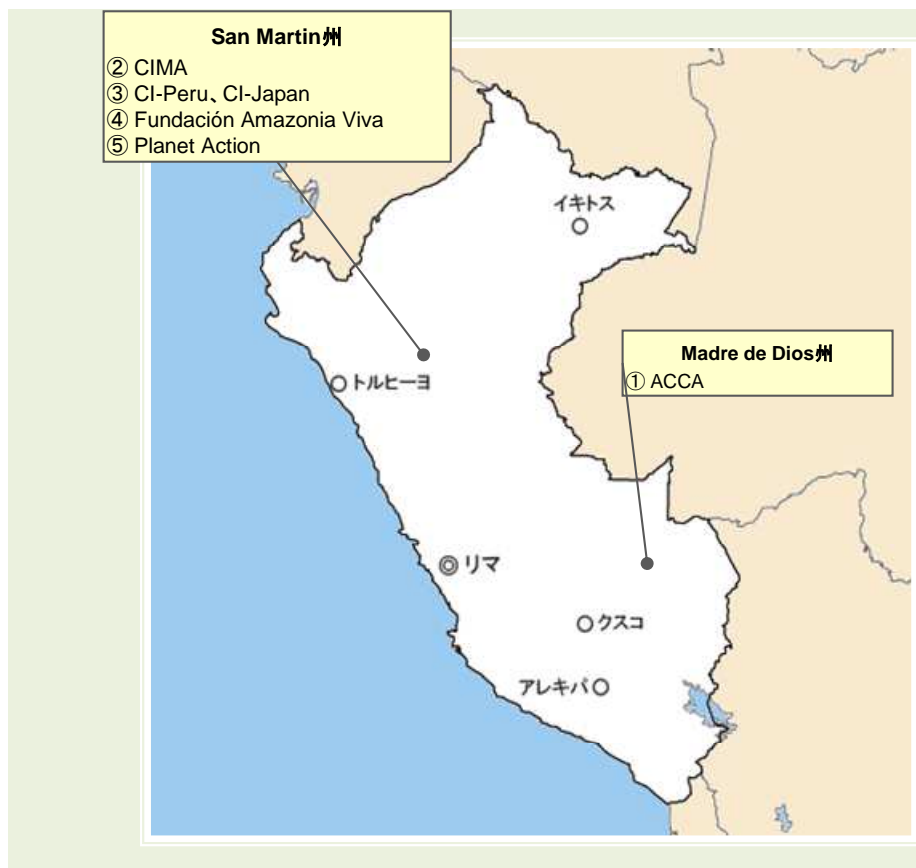 San Martin州
② CIMA
③ CI-Peru、CI-Japan
④ Fundación Amazonia Viva
⑤ Planet Action
イキトス
Madre de Dios州
① ACCA
トルヒーヨ
リマ
クスコ
アレキパ